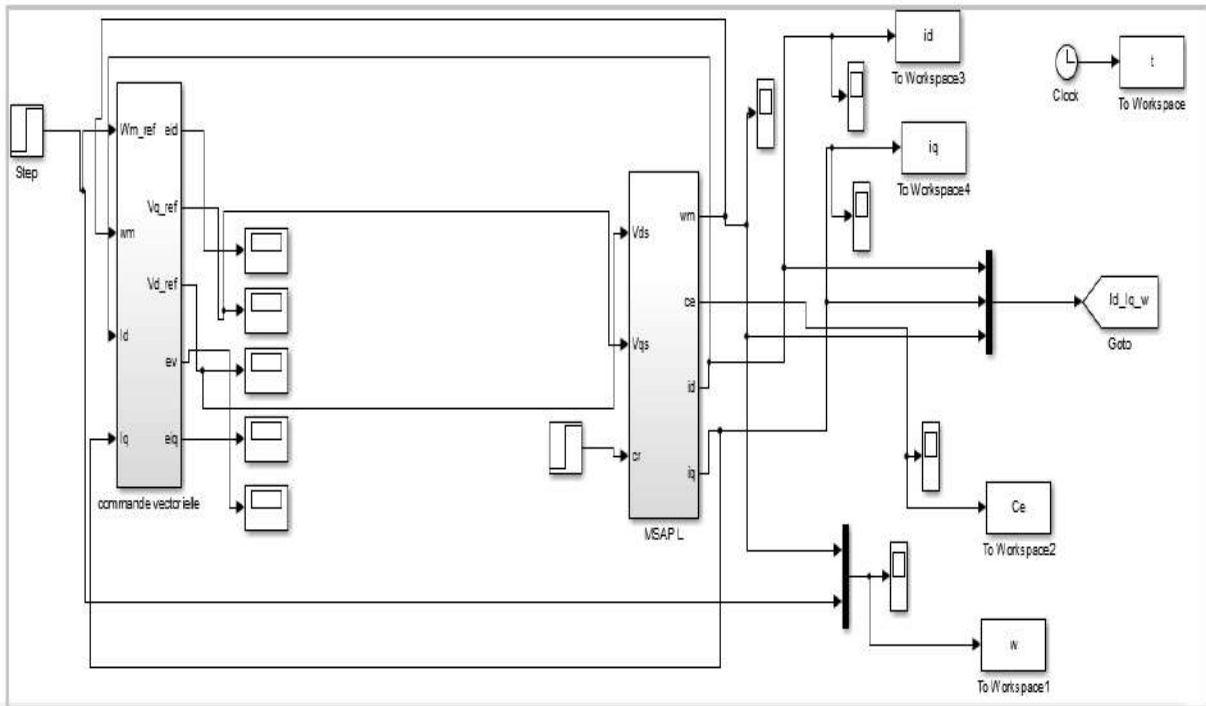 Step
Wm_ref
wm
Id
Iq
eid
Vq_ref
Vd_ref
ev
eiq
commande vectorielle
Vds
Vqs
cr
wm
ce
id
iq
MSAP L
id
To Workspace3
iq
To Workspace4
Clock
t
To Workspace
Id_Iq_w
Goto
Ce
To Workspace2
w
To Workspace1